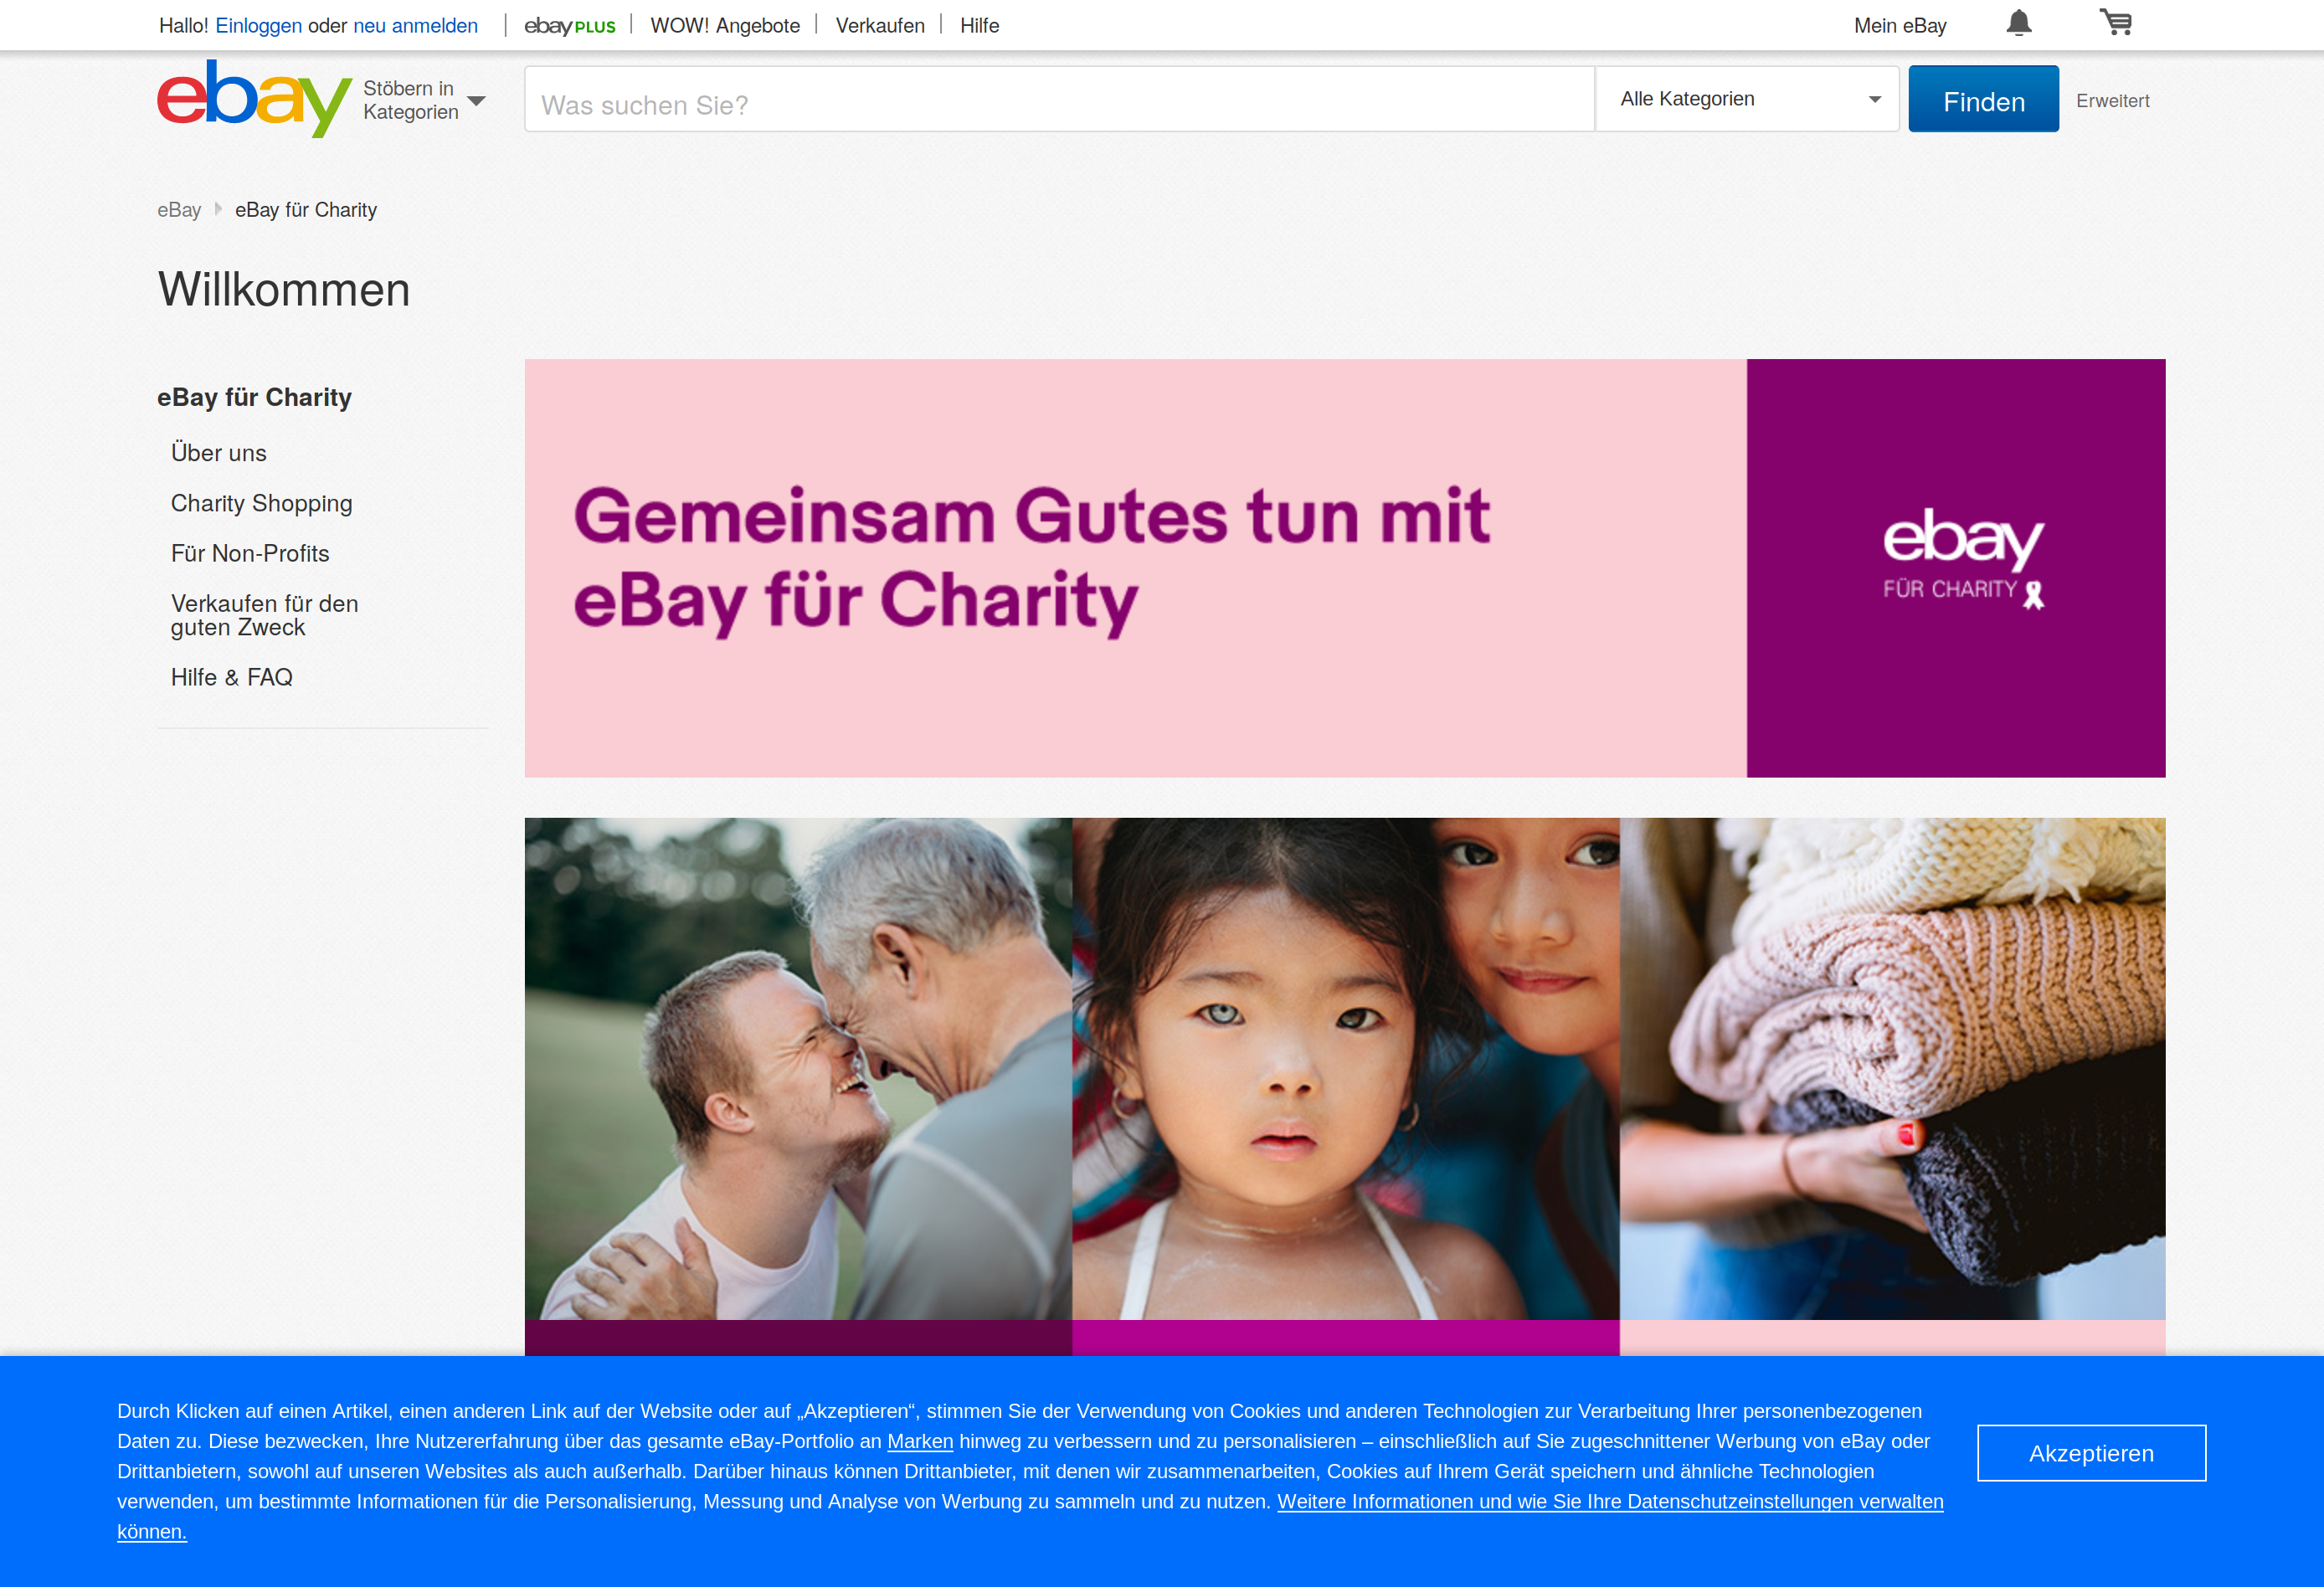 Hallo! Einloggen oder neu anmelden
ebay PLUS
WOW! Angebote
Verkaufen
Hilfe
Mein eBay
ebay
Stöbern in
Kategorien
Was suchen Sie?
Alle Kategorien
Finden
Erweitert
eBay
eBay für Charity
Willkommen
eBay für Charity
Über uns
Charity Shopping
Für Non-Profits
Verkaufen für den
guten Zweck
Hilfe & FAQ
Gemeinsam Gutes tun mit
eBay für Charity
ebay
FÜR CHARITY
Durch Klicken auf einen Artikel, einen anderen Link auf der Website oder auf „Akzeptieren“, stimmen Sie der Verwendung von Cookies und anderen Technologien zur Verarbeitung Ihrer personenbezogenen
Daten zu. Diese bezwecken, Ihre Nutzererfahrung über das gesamte eBay-Portfolio an Marken hinweg zu verbessern und zu personalisieren – einschließlich auf Sie zugeschnittener Werbung von eBay oder
Drittanbietern, sowohl auf unseren Websites als auch außerhalb. Darüber hinaus können Drittanbieter, mit denen wir zusammenarbeiten, Cookies auf Ihrem Gerät speichern und ähnliche Technologien
verwenden, um bestimmte Informationen für die Personalisierung, Messung und Analyse von Werbung zu sammeln und zu nutzen. Weitere Informationen und wie Sie Ihre Datenschutzeinstellungen verwalten
können.
Akzeptieren